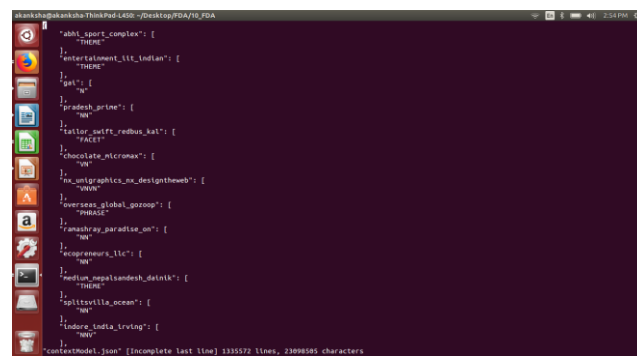 akanksha@akanksha-ThinkPad-L450: ~/Desktop/FDA/10_FDA
En
2:54 PM
{
"abhi_sport_complex": [
"THEME"
],
"entertainment_iit_indian": [
"THEME"
],
"gai": [
"N"
],
"pradesh_prime": [
"NN"
],
"tailor_swift_redbus_kal": [
"FACET"
],
"chocolate_micromax": [
"VN"
],
"nx_unigraphics_nx_designtheweb": [
"VNVN"
],
"overseas_global_gozoop": [
"PHRASE"
],
"ramashray_paradise_on": [
"NN"
],
"ecopreneurs_llc": [
"NN"
],
"medium_nepalsandesh_dainik": [
"THEME"
],
"splitsvilla_ocean": [
"NN"
],
"indore_india_irving": [
"NNV"
],
"contextModel.json" [Incomplete last line] 1335572 lines, 23098505 characters